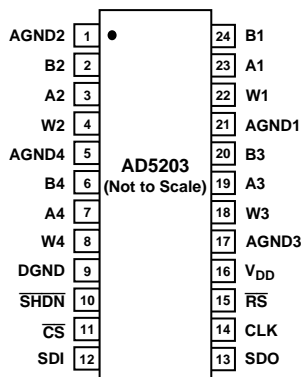 AGND2 1 24 B1
B2 2 23 A1
A2 3 22 W1
W2 4 21 AGND1
AGND4 5 20 B3
B4 6 19 A3
A4 7 18 W3
W4 8 17 AGND3
DGND 9 16 VDD
SHDN 10 15 RS
CS 11 14 CLK
SDI 12 13 SDO
AD5203
(Not to Scale)